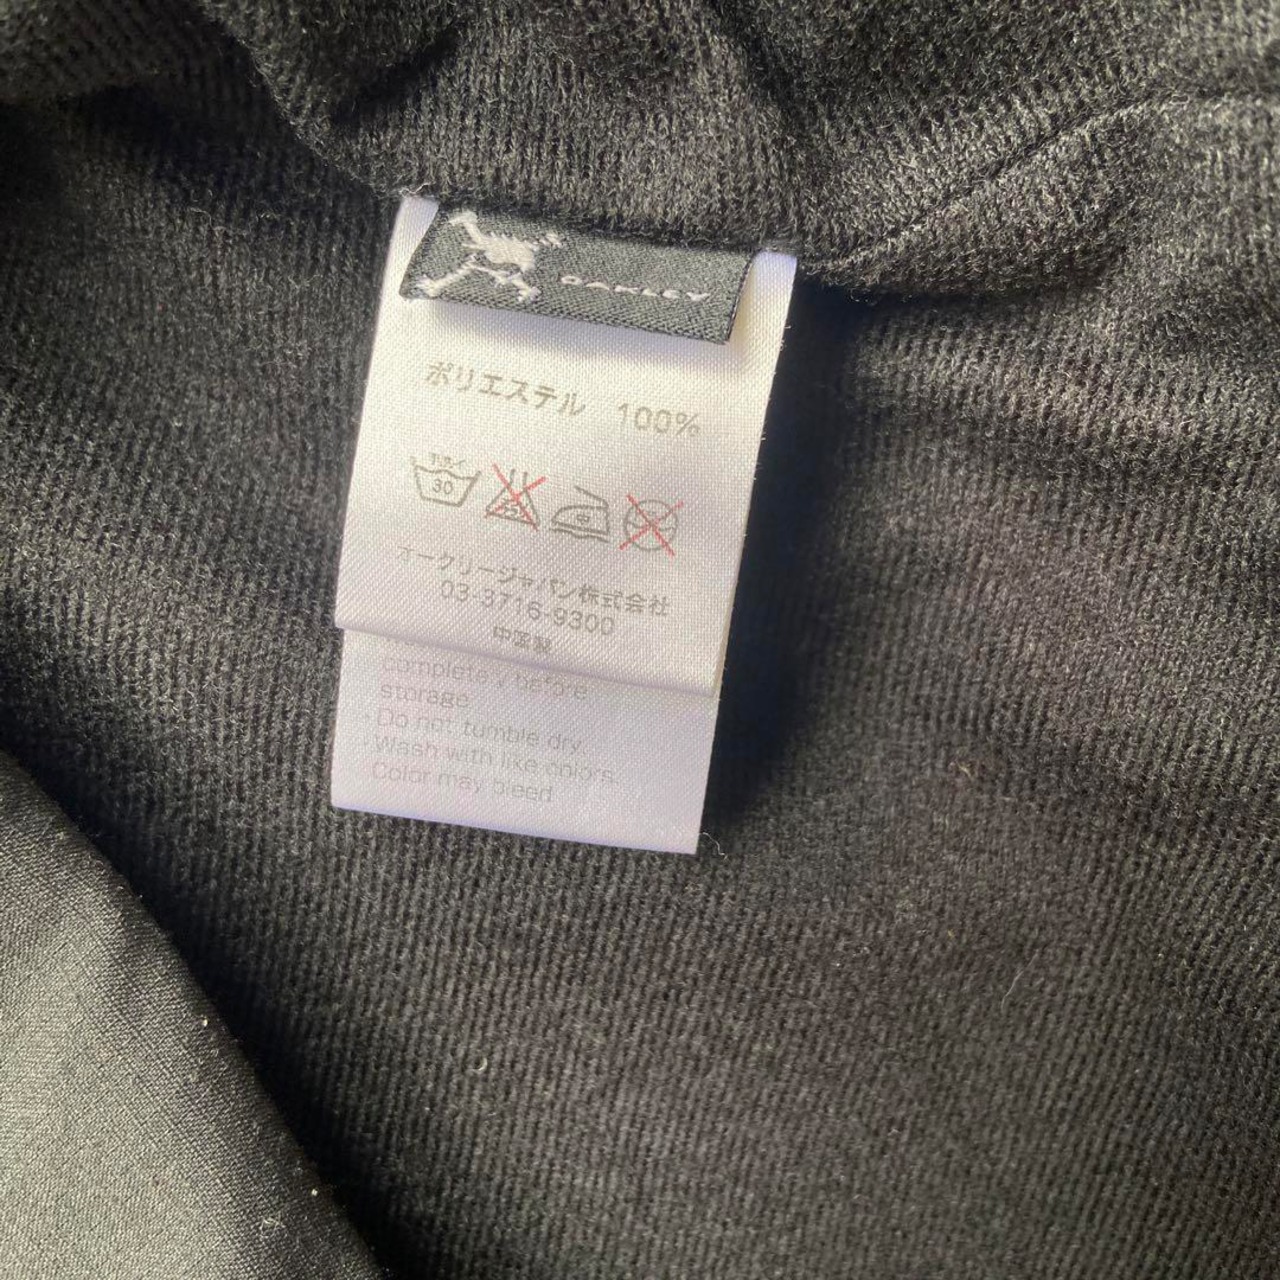 OAKLEY
ポリエステル 100%
30
オークリージャパン株式会社
03-3716-9300
中国製
completely before
storage
· Do not tumble dry.
· Wash with like colors.
Color may bleed.